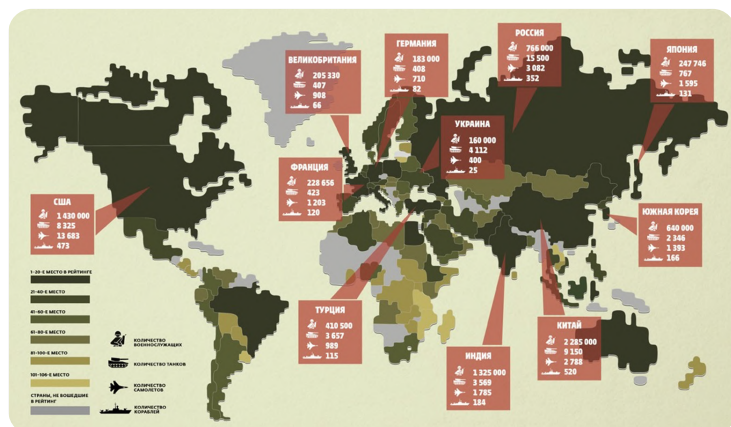 РОССИЯ
766 000
15 500
3 082
352
ГЕРМАНИЯ
183 000
408
710
82
ЯПОНИЯ
247 746
767
1 595
131
ВЕЛИКОБРИТАНИЯ
205 330
407
908
66
УКРАИНА
160 000
4 112
400
25
ФРАНЦИЯ
228 656
423
1 203
120
США
1 430 000
8 325
13 683
473
ЮЖНАЯ КОРЕЯ
640 000
2 346
1 393
166
ТУРЦИЯ
410 500
3 657
989
115
КИТАЙ
2 285 000
9 150
2 788
520
ИНДИЯ
1 325 000
3 569
1 785
184
1-20-Е МЕСТО В РЕЙТИНГЕ
21-40-Е МЕСТО
41-60-Е МЕСТО
61-80-Е МЕСТО
81-100-Е МЕСТО
101-106-Е МЕСТО
СТРАНЫ, НЕ ВОШЕДШИЕ
В РЕЙТИНГ
КОЛИЧЕСТВО
ВОЕННОСЛУЖАЩИХ
КОЛИЧЕСТВО ТАНКОВ
КОЛИЧЕСТВО
САМОЛЕТОВ
КОЛИЧЕСТВО
КОРАБЛЕЙ